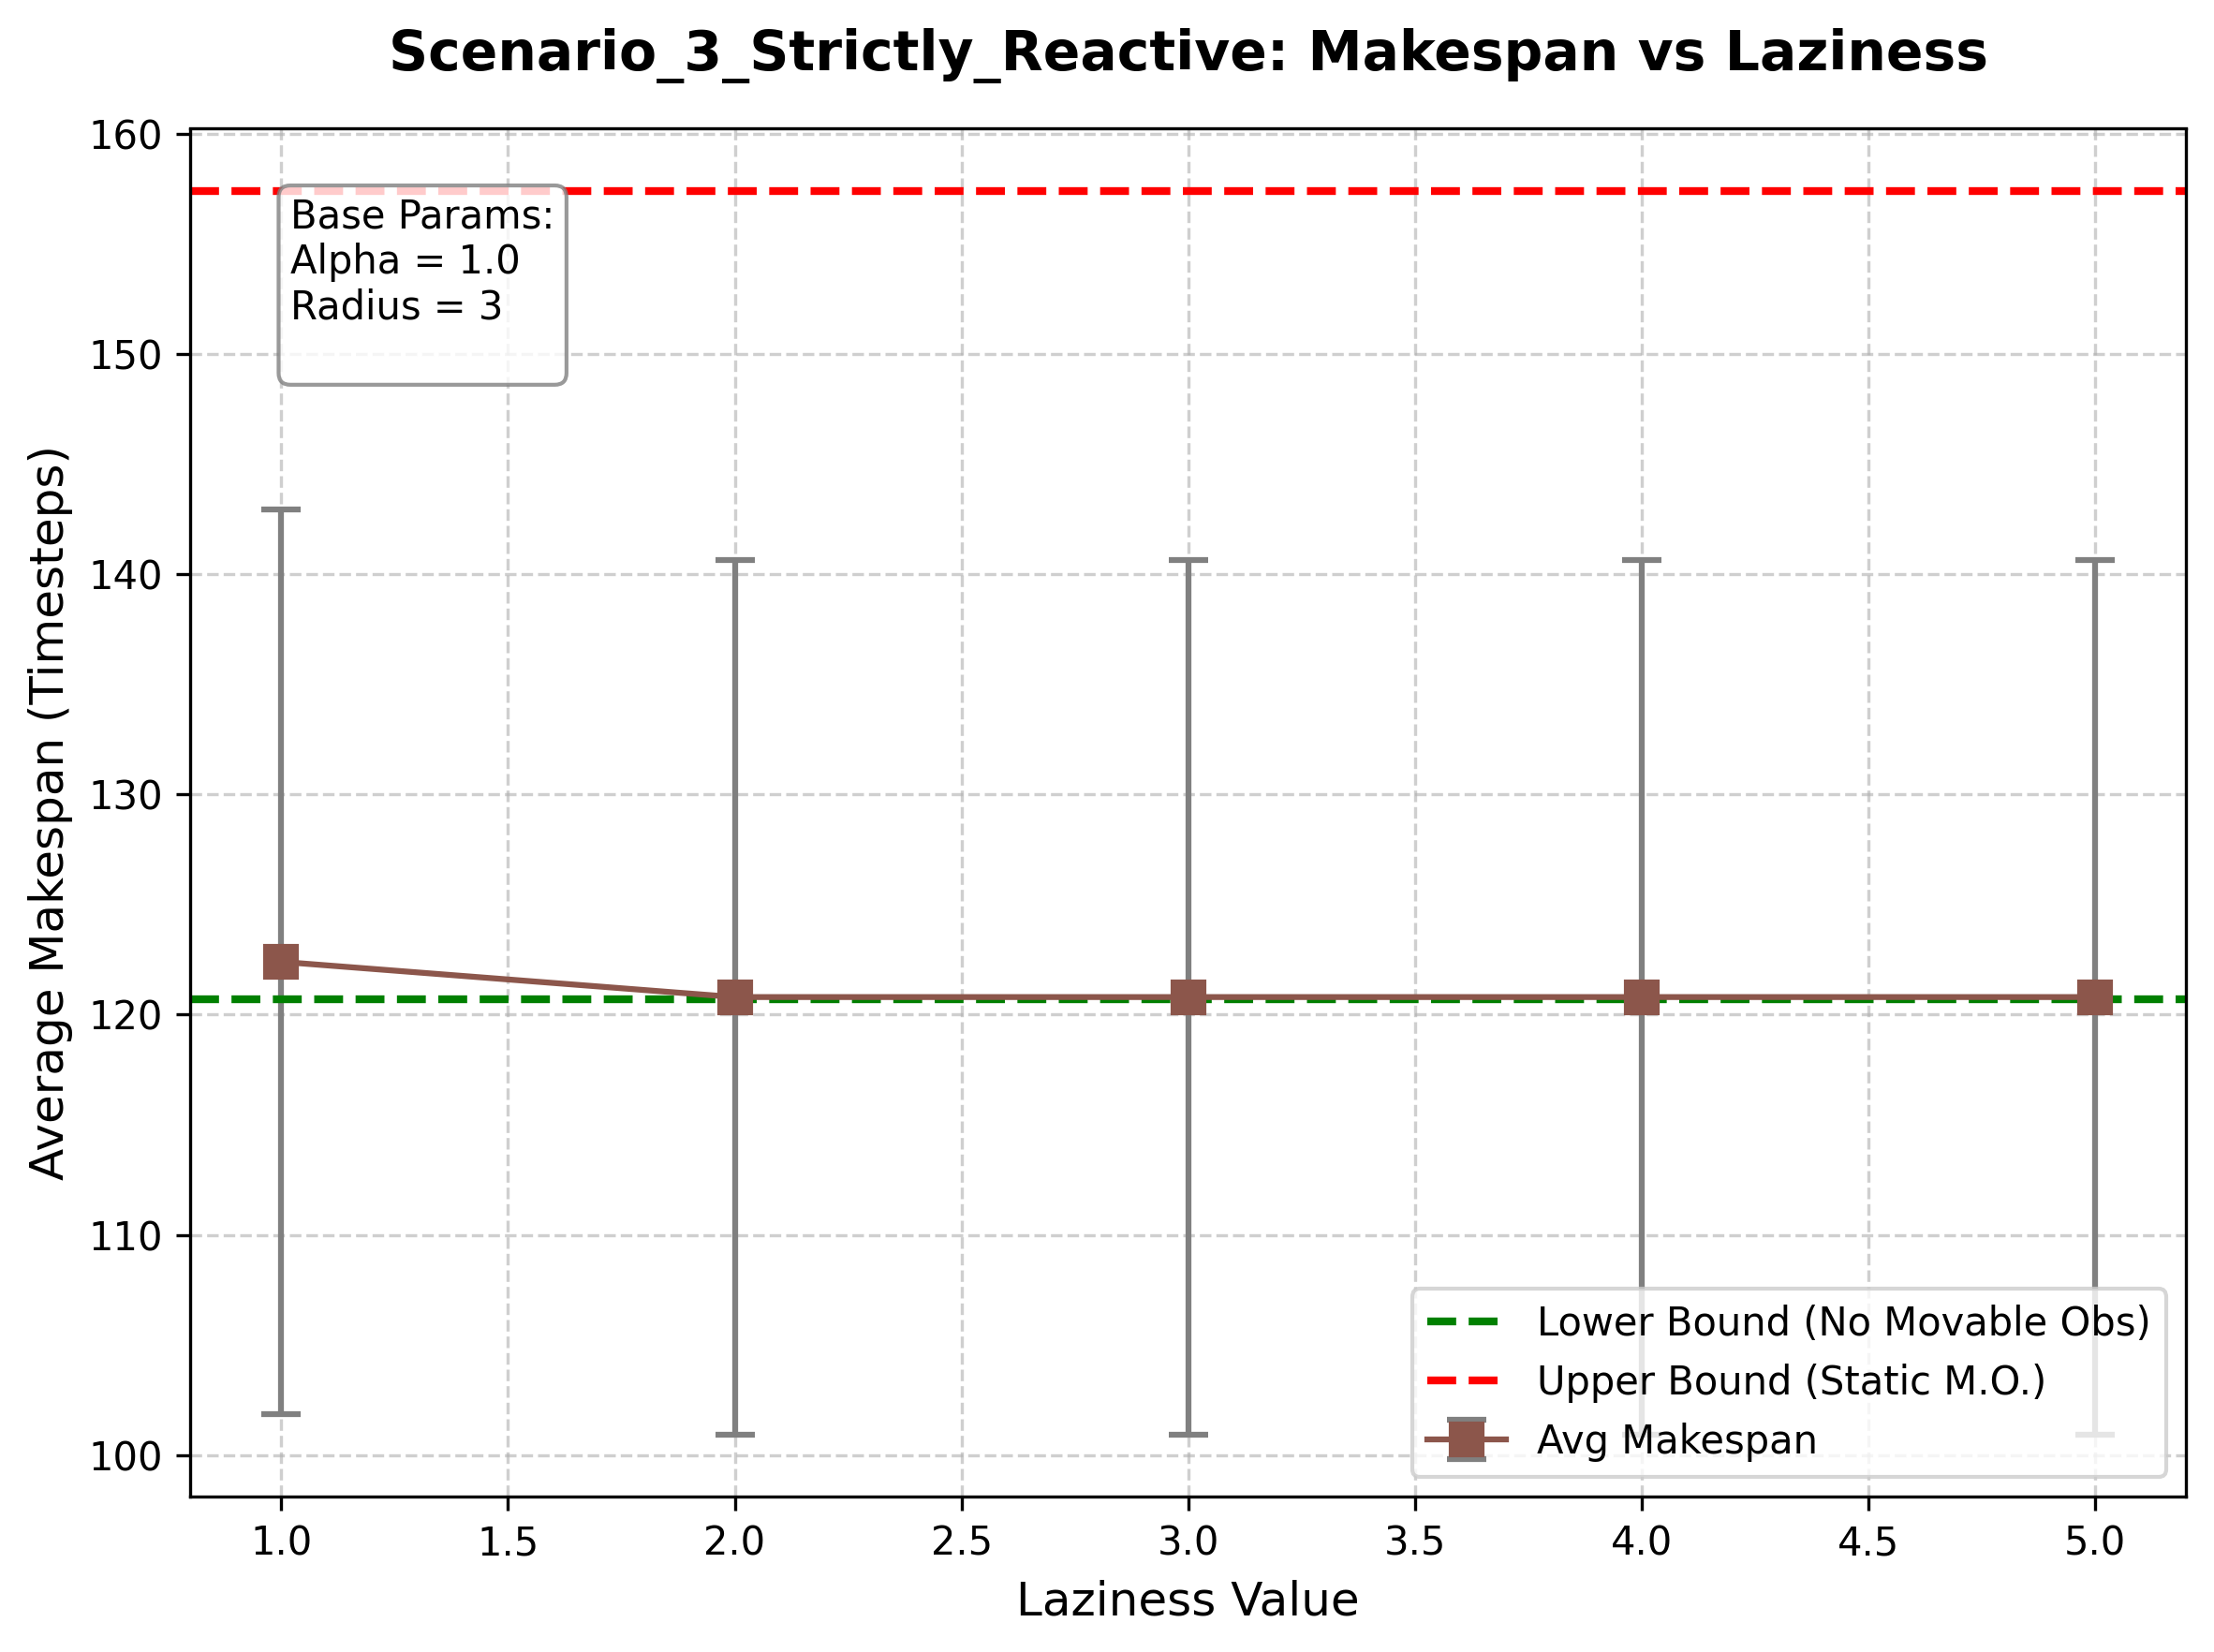 Scenario_3_Strictly_Reactive: Makespan vs Laziness
Average Makespan (Timesteps)
160
150
140
130
120
110
100
Base Params:
Alpha = 1.0
Radius = 3
Lower Bound (No Movable Obs)
Upper Bound (Static M.O.)
Avg Makespan
1.0 1.5 2.0 2.5 3.0 3.5 4.0 4.5 5.0
Laziness Value